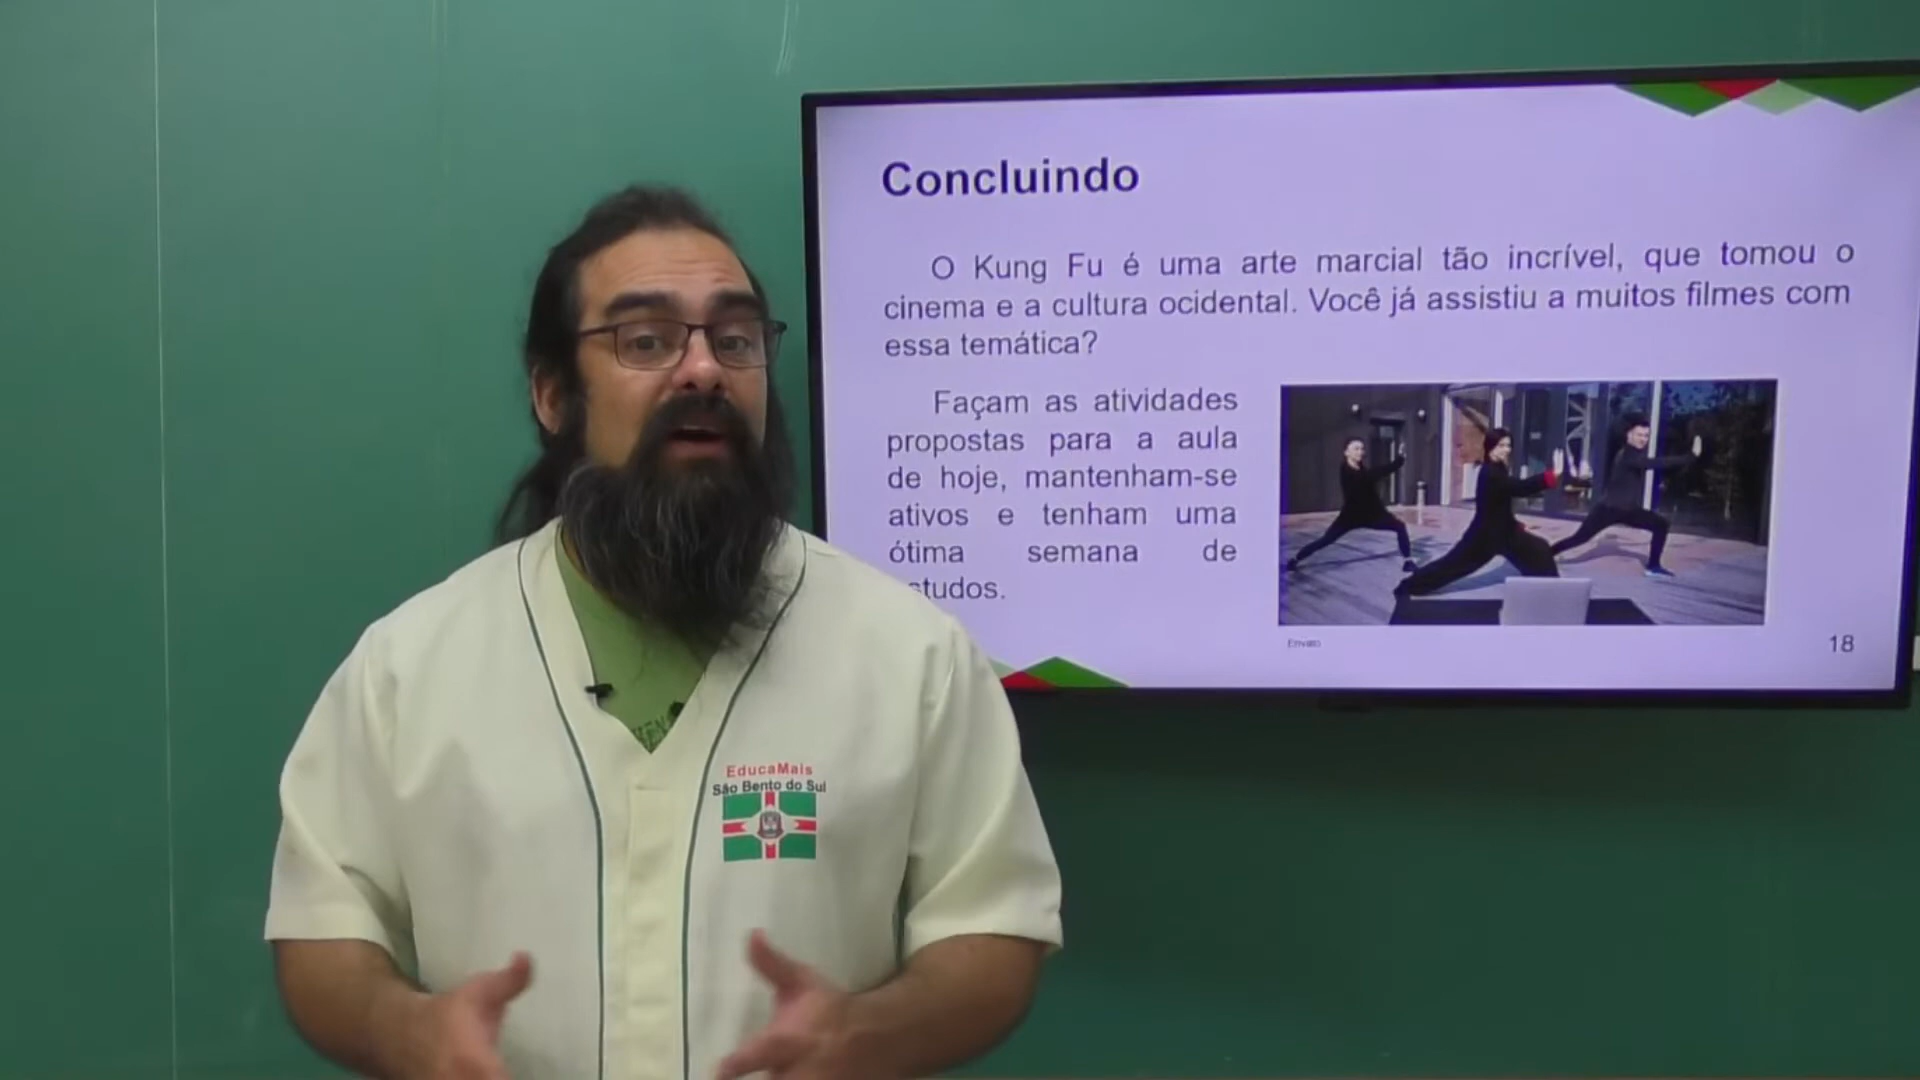 Concluindo
O Kung Fu é uma arte marcial tão incrível, que tomou o
cinema e a cultura ocidental. Você já assistiu a muitos filmes com
essa temática?
Façam as atividades
propostas para a aula
de hoje, mantenham-se
ativos e tenham uma
ótima semana de
studos.
Envato
18
EducaMais
São Bento do Sul